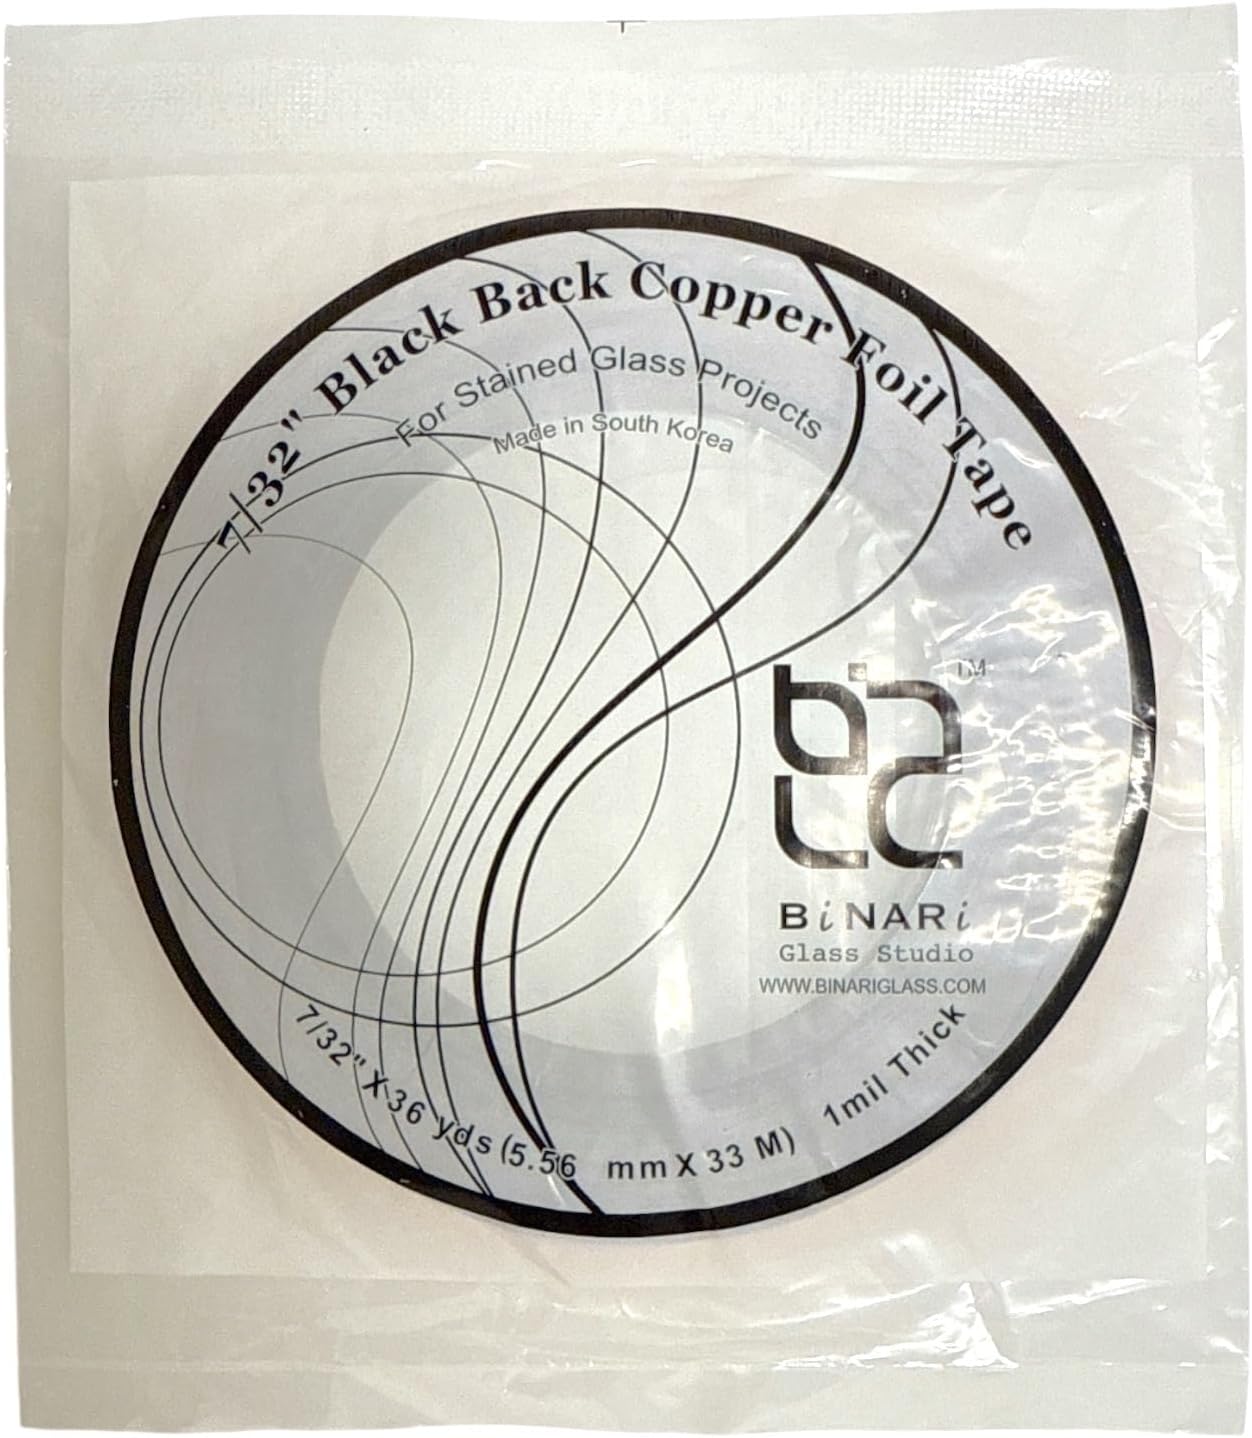 7/32" Black Back Copper Foil Tape
For Stained Glass Projects
Made in South Korea
TM
BiNARi
Glass Studio
WWW.BINARIGLASS.COM
7/32" X 36 yds (5.56 mm X 33 M) 1mil Thick